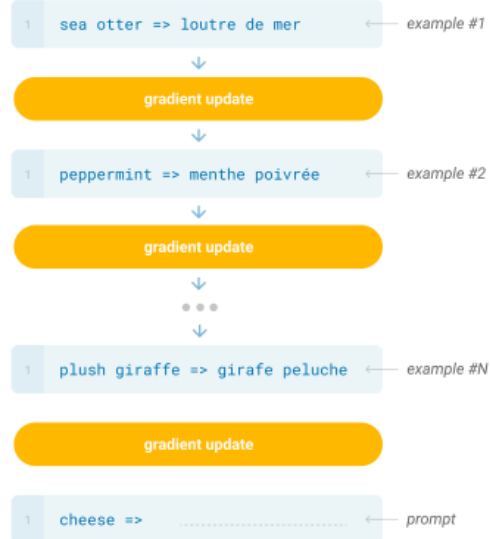 1 sea otter => loutre de mer example #1
gradient update
1 peppermint => menthe poivrée example #2
gradient update
1 plush giraffe => girafe peluche example #N
gradient update
1 cheese => prompt